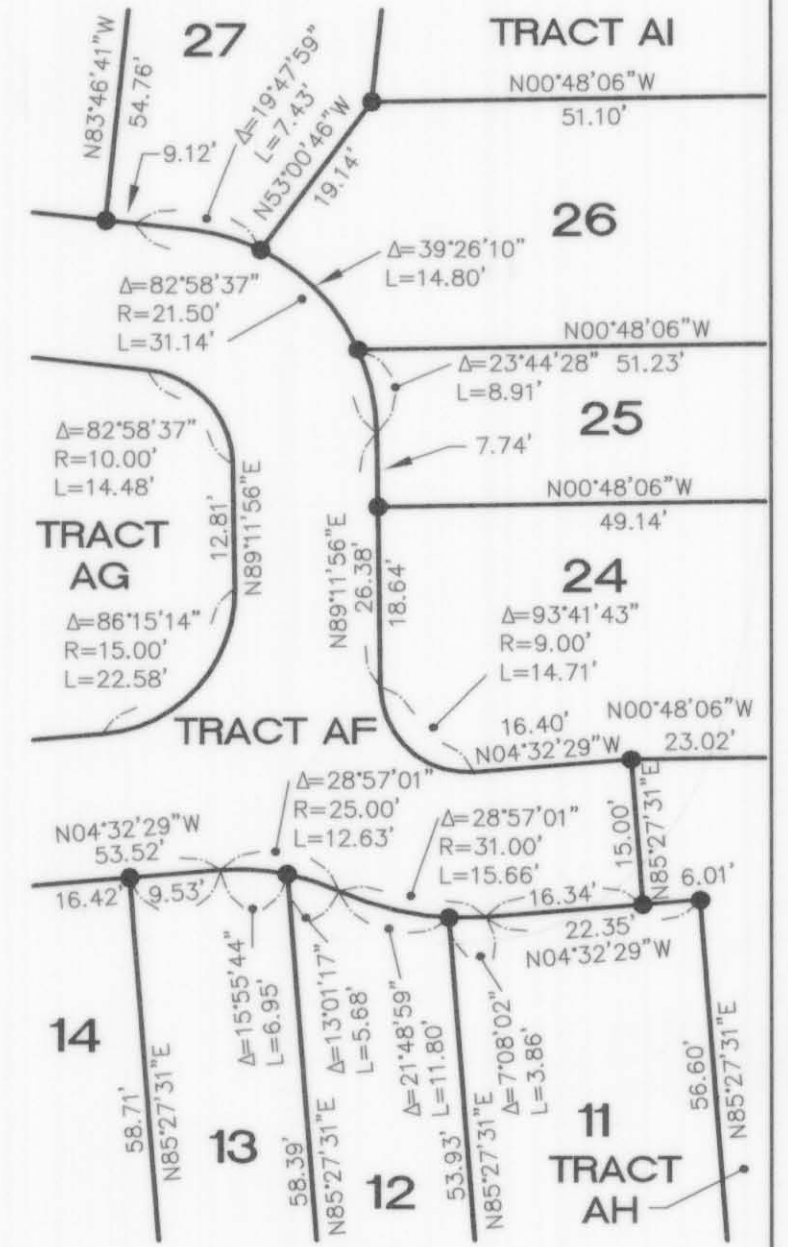 27
TRACT AI
N83°46'41"W
54.76'
9.12'
Δ=19°47'59"
L=7.43'
N53°00'46"W
19.14'
N00°48'06"W
51.10'
26
Δ=39°26'10"
L=14.80'
Δ=82°58'37"
R=21.50'
L=31.14'
N00°48'06"W
51.23'
Δ=23°44'28"
L=8.91'
25
7.74'
Δ=82°58'37"
R=10.00'
L=14.48'
N00°48'06"W
49.14'
TRACT
AG
12.81'
N89°11'56"E
N89°11'56"E
26.38'
18.64'
24
Δ=86°15'14"
R=15.00'
L=22.58'
Δ=93°41'43"
R=9.00'
L=14.71'
TRACT AF
16.40'
N04°32'29"W
N00°48'06"W
23.02'
Δ=28°57'01"
R=25.00'
L=12.63'
Δ=28°57'01"
R=31.00'
L=15.66'
N04°32'29"W
53.52'
16.42'
9.53'
15.00'
N85°27'31"E
6.01'
16.34'
22.35'
N04°32'29"W
Δ=15°55'44"
L=6.95'
Δ=13°01'17"
L=5.68'
Δ=21°48'59"
L=11.80'
Δ=7°08'02"
L=3.86'
14
58.71'
N85°27'31"E
13
58.39'
N85°27'31"E
12
53.93'
N85°27'31"E
11
TRACT
AH
56.60'
N85°27'31"E